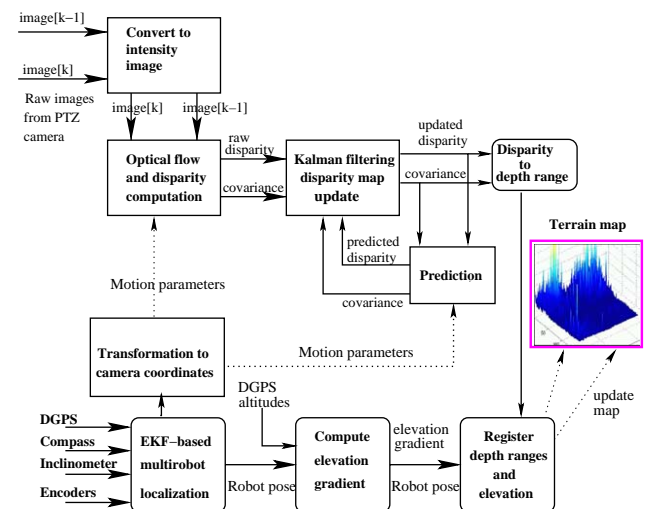 image[k−1]
Convert to
intensity
image
image[k]
Raw images
from PTZ
camera
image[k]
image[k−1]
Optical flow
and disparity
computation
raw
disparity
covariance
Kalman filtering
disparity map
update
updated
disparity
covariance
Disparity
to
depth range
predicted
disparity
covariance
Prediction
Terrain map
Motion parameters
Transformation to
camera coordinates
Motion parameters
DGPS
altitudes
update
map
DGPS
Compass
Inclinometer
Encoders
EKF−based
multirobot
localization
Robot pose
Compute
elevation
gradient
elevation
gradient
Robot pose
Register
depth ranges
and
elevation